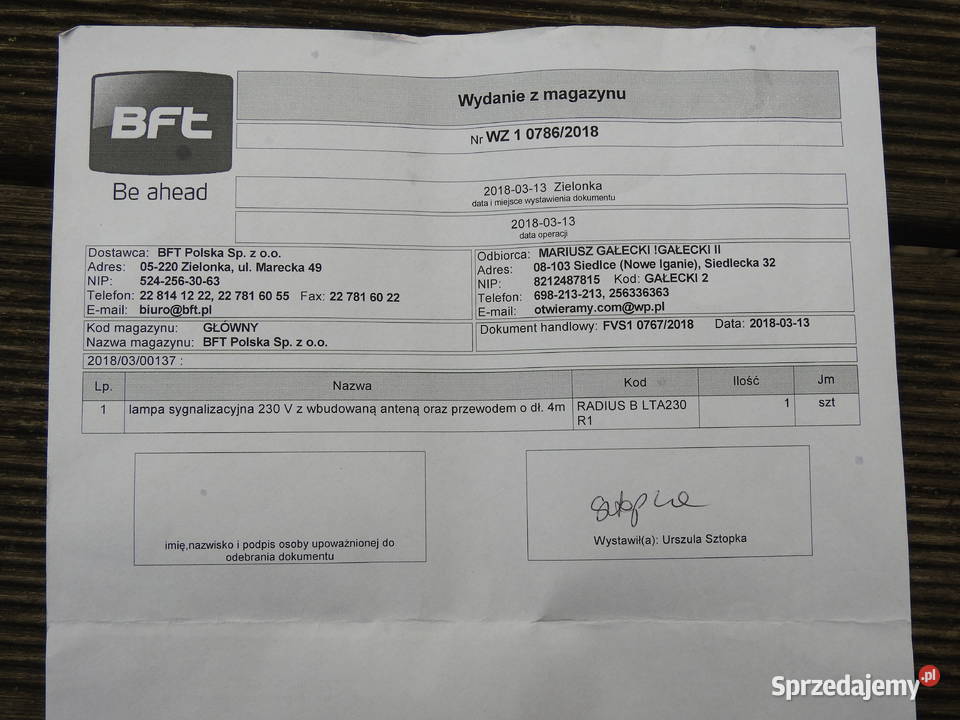 BFt
Be ahead
Wydanie z magazynu
Nr WZ 1 0786/2018
2018-03-13 Zielonka
data i miejsce wystawienia dokumentu
2018-03-13
data operacji
Dostawca: BFT Polska Sp. z o.o.
Adres: 05-220 Zielonka, ul. Marecka 49
NIP: 524-256-30-63
Telefon: 22 814 12 22, 22 781 60 55 Fax: 22 781 60 22
E-mail: biuro@bft.pl
Odbiorca: MARIUSZ GAŁECKI !GAŁECKI II
Adres: 08-103 Siedlce (Nowe Iganie), Siedlecka 32
NIP: 8212487815 Kod: GAŁECKI 2
Telefon: 698-213-213, 256336363
E-mail: otwieramy.com@wp.pl
Kod magazynu: GŁÓWNY
Nazwa magazynu: BFT Polska Sp. z o.o.
Dokument handlowy: FVS1 0767/2018 Data: 2018-03-13
2018/03/00137 :
Lp. Nazwa Kod Ilość Jm
1 lampa sygnalizacyjna 230 V z wbudowaną anteną oraz przewodem o dł. 4m RADIUS B LTA230 1 szt
R1
imię,nazwisko i podpis osoby upoważnionej do
odebrania dokumentu
Sztopka
Wystawił(a): Urszula Sztopka
Sprzedajemy.pl